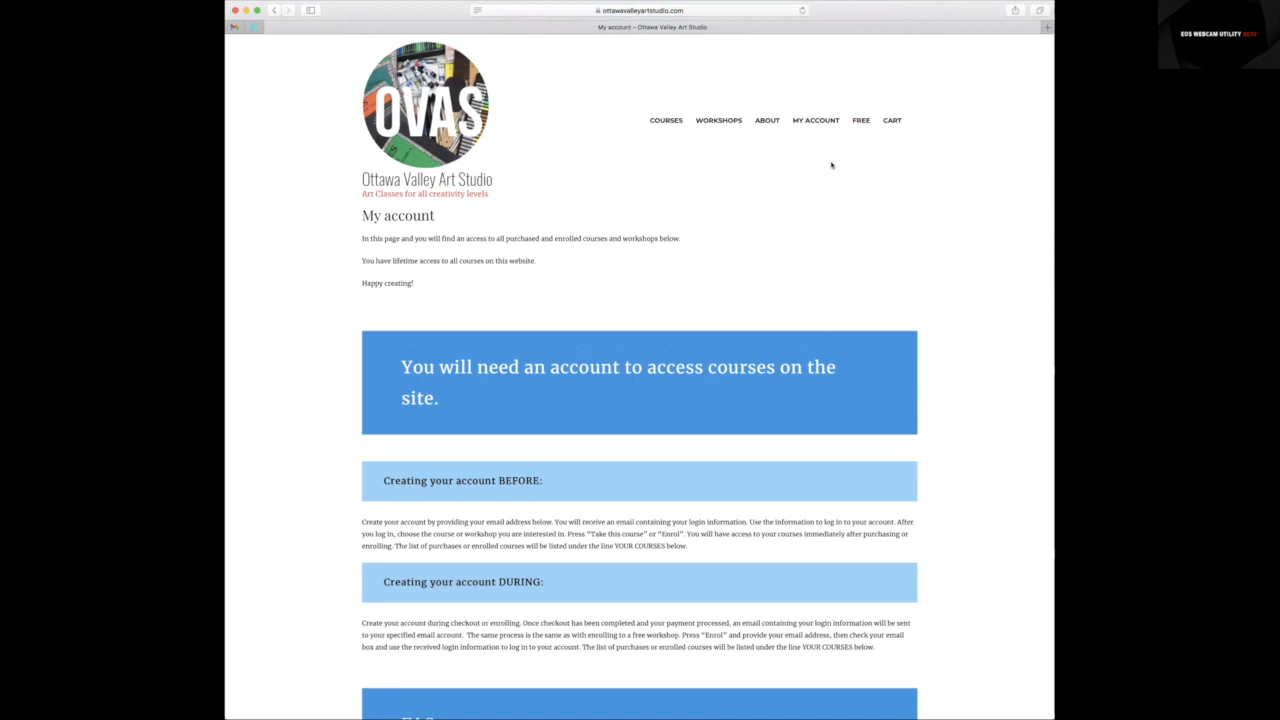 ottawavalleyartstudio.com
My account – Ottawa Valley Art Studio
EOS WEBCAM UTILITY BETA
OVAS
COURSES WORKSHOPS ABOUT MY ACCOUNT FREE CART
Ottawa Valley Art Studio
Art Classes for all creativity levels
My account
In this page and you will find an access to all purchased and enrolled courses and workshops below.
You have lifetime access to all courses on this website.
Happy creating!
You will need an account to access courses on the
site.
Creating your account BEFORE:
Create your account by providing your email address below. You will receive an email containing your login information. Use the information to log in to your account. After
you log in, choose the course or workshop you are interested in. Press “Take this course” or “Enrol”. You will have access to your courses immediately after purchasing or
enrolling. The list of purchases or enrolled courses will be listed under the line YOUR COURSES below.
Creating your account DURING:
Create your account during checkout or enrolling. Once checkout has been completed and your payment processed, an email containing your login information will be sent
to your specified email account. The same process is the same as with enrolling to a free workshop. Press “Enrol” and provide your email address, then check your email
box and use the received login information to log in to your account. The list of purchases or enrolled courses will be listed under the line YOUR COURSES below.